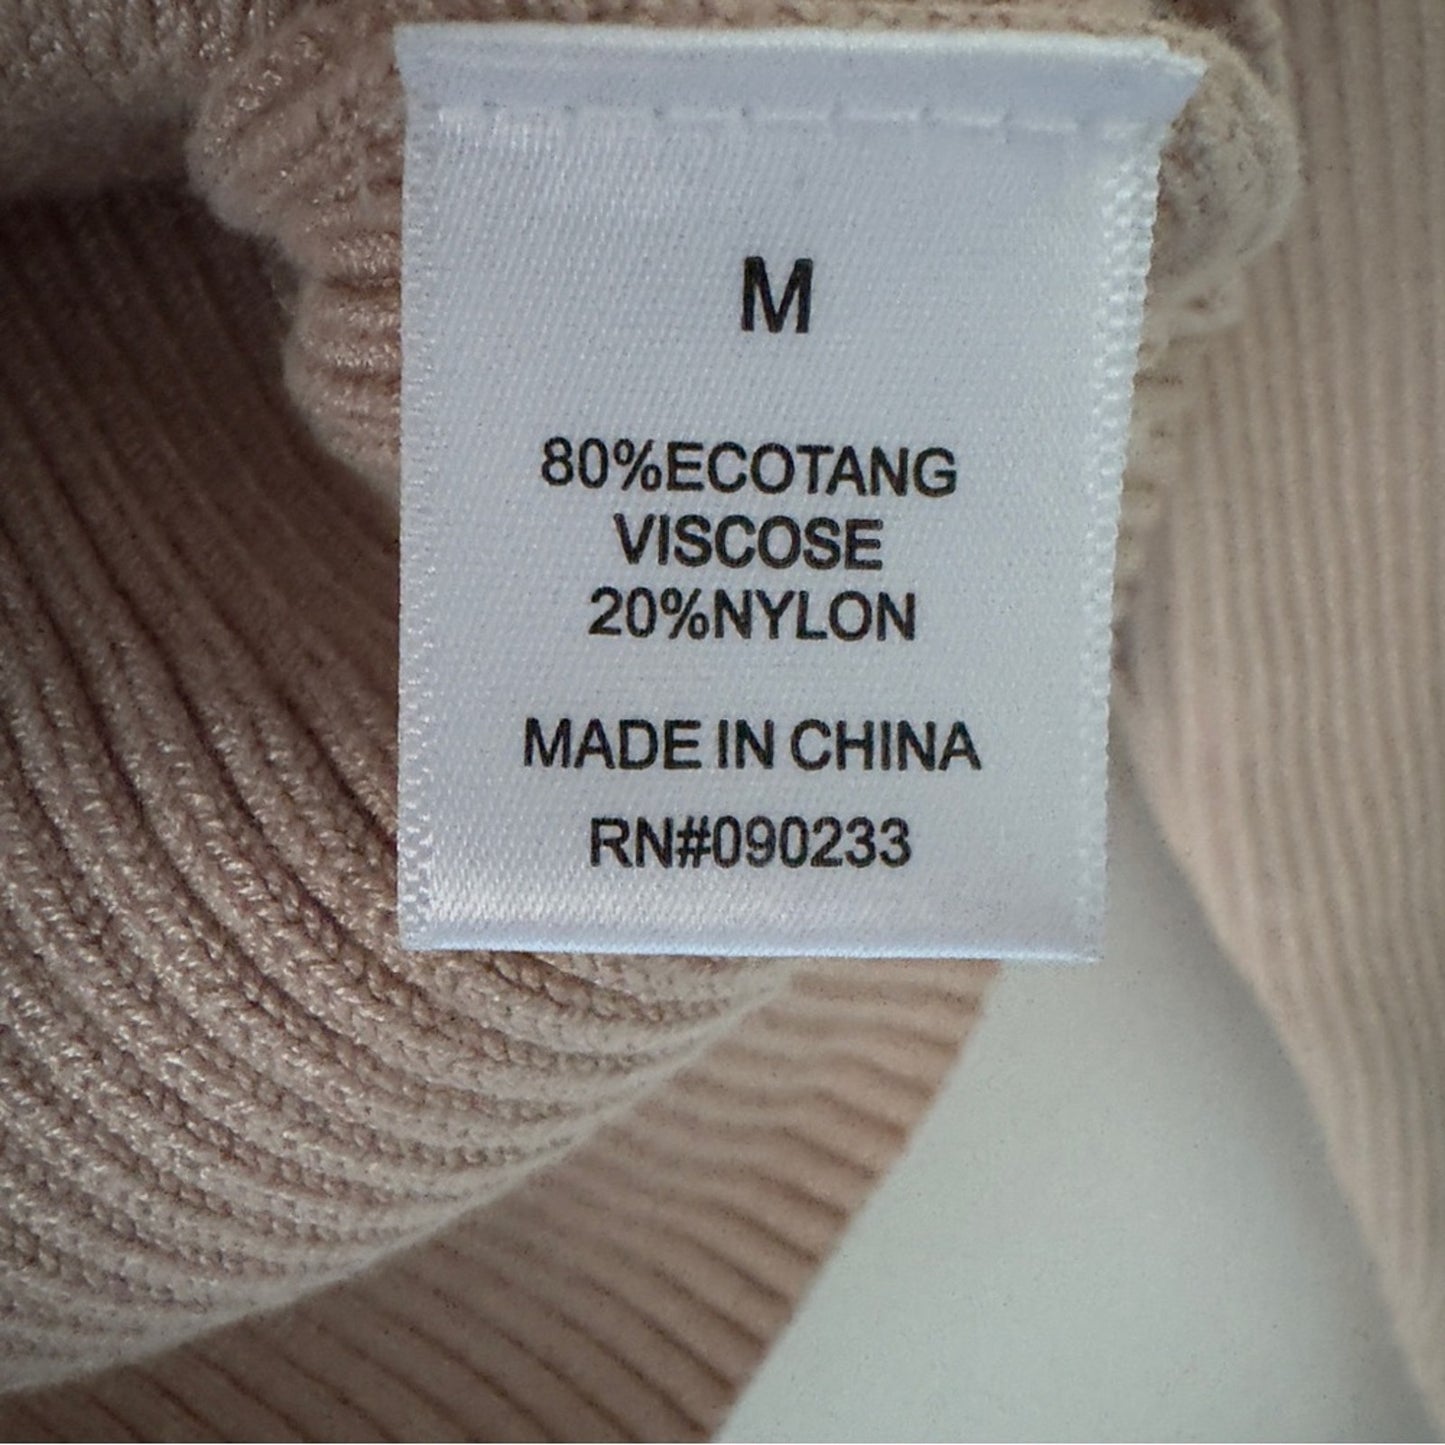 M
80%ECOTANG
VISCOSE
20%NYLON
MADE IN CHINA
RN#090233